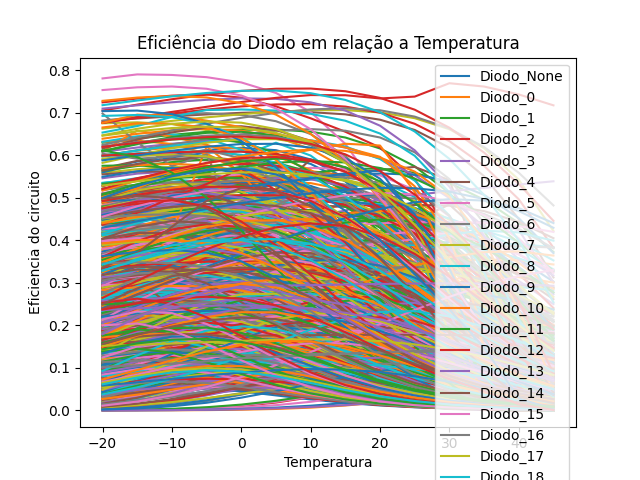 Eficiência do Diodo em relação a Temperatura
Eficiencia do circuito
0.8
0.7
0.6
0.5
0.4
0.3
0.2
0.1
0.0
−20
−10
0
10
20
30
40
Temperatura
Diodo_None
Diodo_0
Diodo_1
Diodo_2
Diodo_3
Diodo_4
Diodo_5
Diodo_6
Diodo_7
Diodo_8
Diodo_9
Diodo_10
Diodo_11
Diodo_12
Diodo_13
Diodo_14
Diodo_15
Diodo_16
Diodo_17
Diodo_18